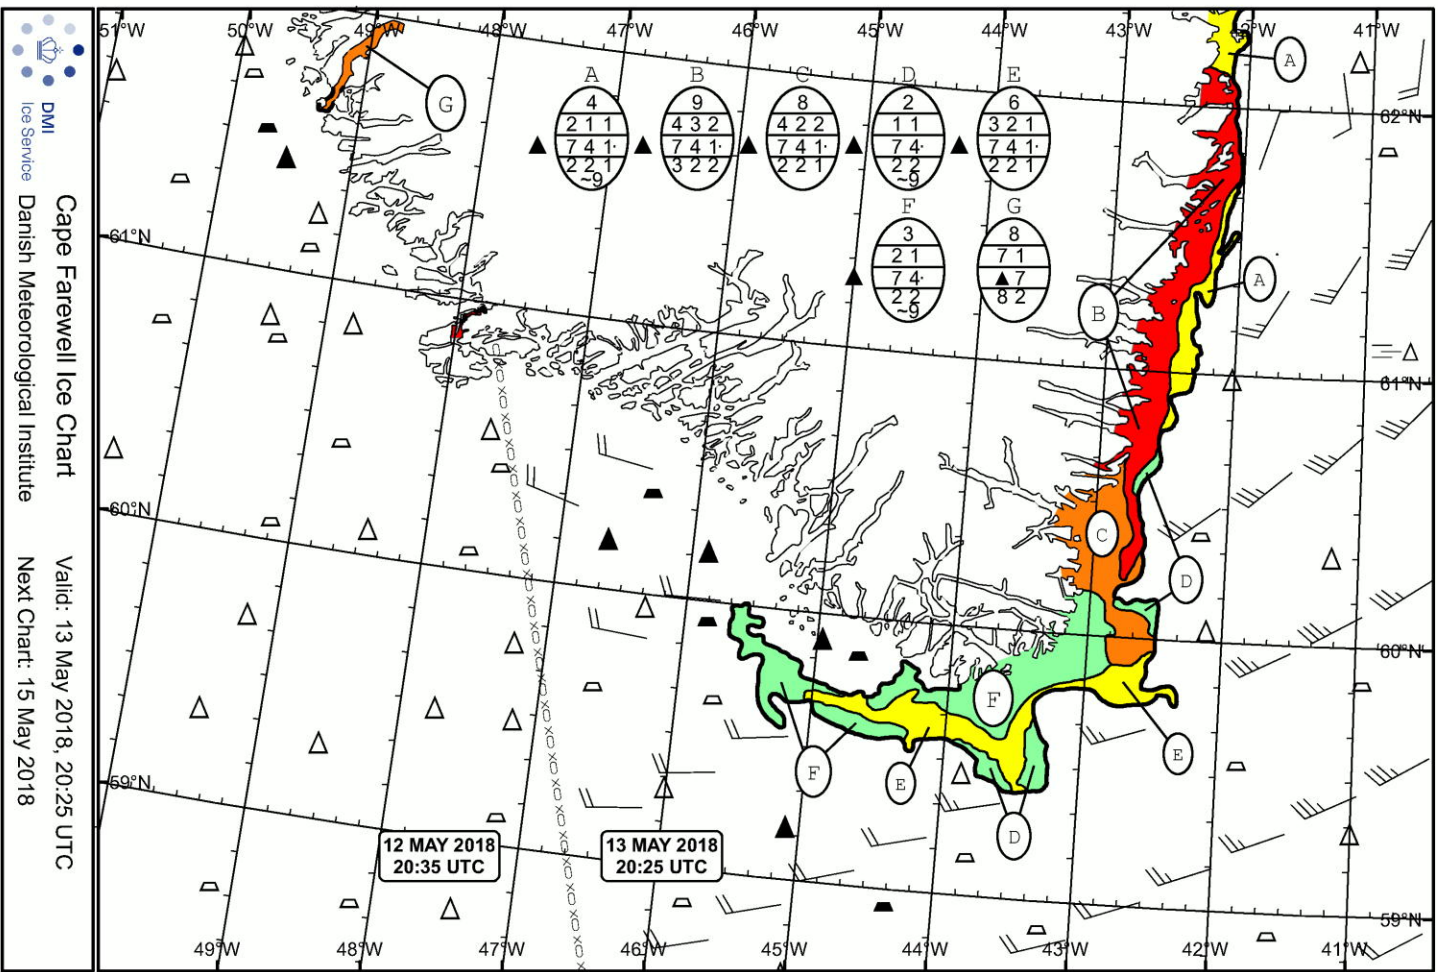 51°W 50°W 49°W 48°W 47°W 46°W 45°W 44°W 43°W 42°W 41°W
DMI
Ice Service
Cape Farewell Ice Chart
Danish Meteorological Institute
Valid: 13 May 2018, 20:25 UTC
Next Chart: 15 May 2018
A B C D E
4 9 8 2 6
2 1 1 4 3 2 4 2 2 1 1 3 2 1
7 4 1· 7 4 1· 7 4 1· 7 4· 7 4 1·
2 2 1 3 2 2 2 2 1 2 2 2 2 1
~9 ~9
F G
3 8
2 1 7 1
7 4· ▲ 7
2 2 8 2
~9
G
A
62°N
61°N
A
B
61°N
60°N
C
D
60°N
F
E
F
E
D
59°N
12 MAY 2018
20:35 UTC
13 MAY 2018
20:25 UTC
59°N
49°W 48°W 47°W 46°W 45°W 44°W 43°W 42°W 41°W